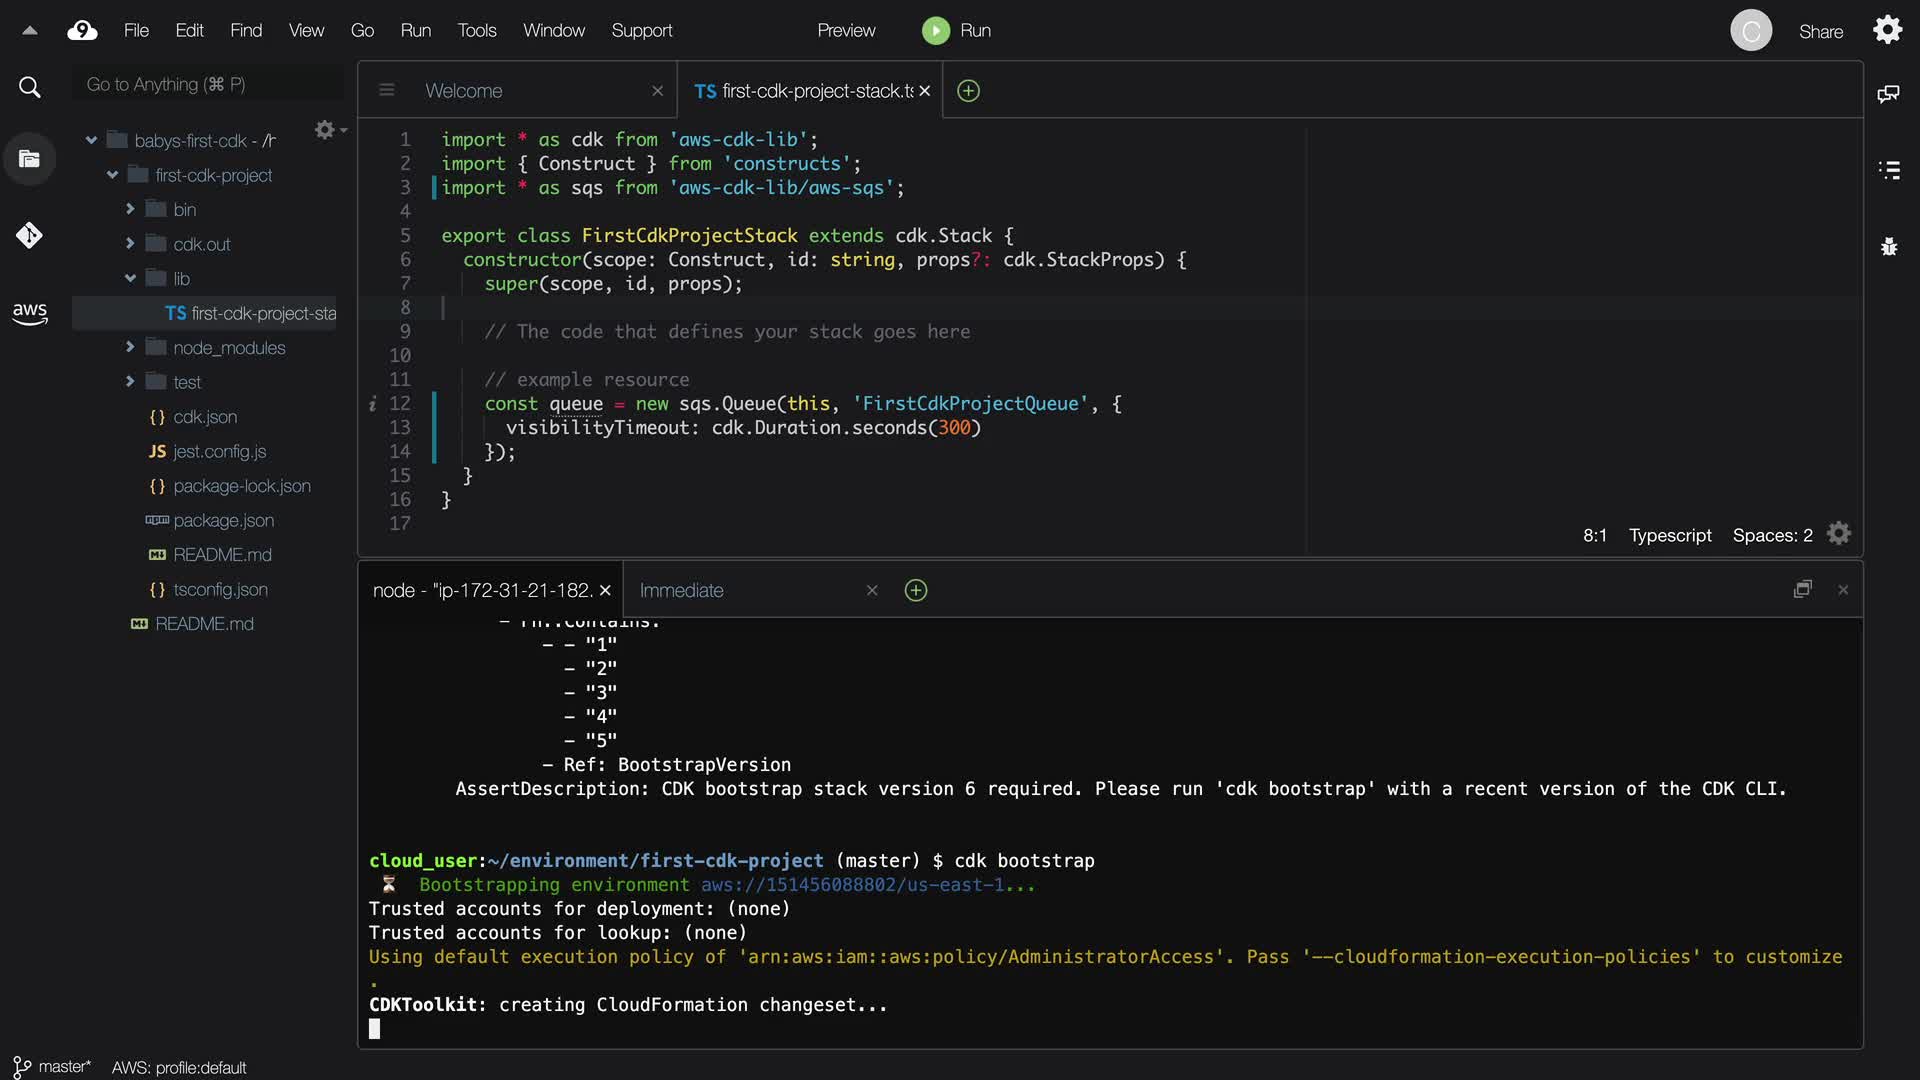 9 File Edit Find View Go Run Tools Window Support Preview Run C Share
Go to Anything (⌘ P)
Welcome
TS first-cdk-project-stack.ts
babys-first-cdk - /h
first-cdk-project
bin
cdk.out
lib
TS first-cdk-project-sta
node_modules
test
{} cdk.json
JS jest.config.js
{} package-lock.json
package.json
README.md
{} tsconfig.json
README.md
aws
1 import * as cdk from 'aws-cdk-lib';
2 import { Construct } from 'constructs';
3 import * as sqs from 'aws-cdk-lib/aws-sqs';
4
5 export class FirstCdkProjectStack extends cdk.Stack {
6 constructor(scope: Construct, id: string, props?: cdk.StackProps) {
7 super(scope, id, props);
8
9 // The code that defines your stack goes here
10
11 // example resource
i 12 const queue = new sqs.Queue(this, 'FirstCdkProjectQueue', {
13 visibilityTimeout: cdk.Duration.seconds(300)
14 });
15 }
16 }
17
8:1 Typescript Spaces: 2
node - "ip-172-31-21-182.
Immediate
- Fn::Contains:
- - "1"
- "2"
- "3"
- "4"
- "5"
- Ref: BootstrapVersion
AssertDescription: CDK bootstrap stack version 6 required. Please run 'cdk bootstrap' with a recent version of the CDK CLI.
cloud_user:~/environment/first-cdk-project (master) $ cdk bootstrap
⏳ Bootstrapping environment aws://151456088802/us-east-1...
Trusted accounts for deployment: (none)
Trusted accounts for lookup: (none)
Using default execution policy of 'arn:aws:iam::aws:policy/AdministratorAccess'. Pass '--cloudformation-execution-policies' to customize
.
CDKToolkit: creating CloudFormation changeset...
master* AWS: profile:default